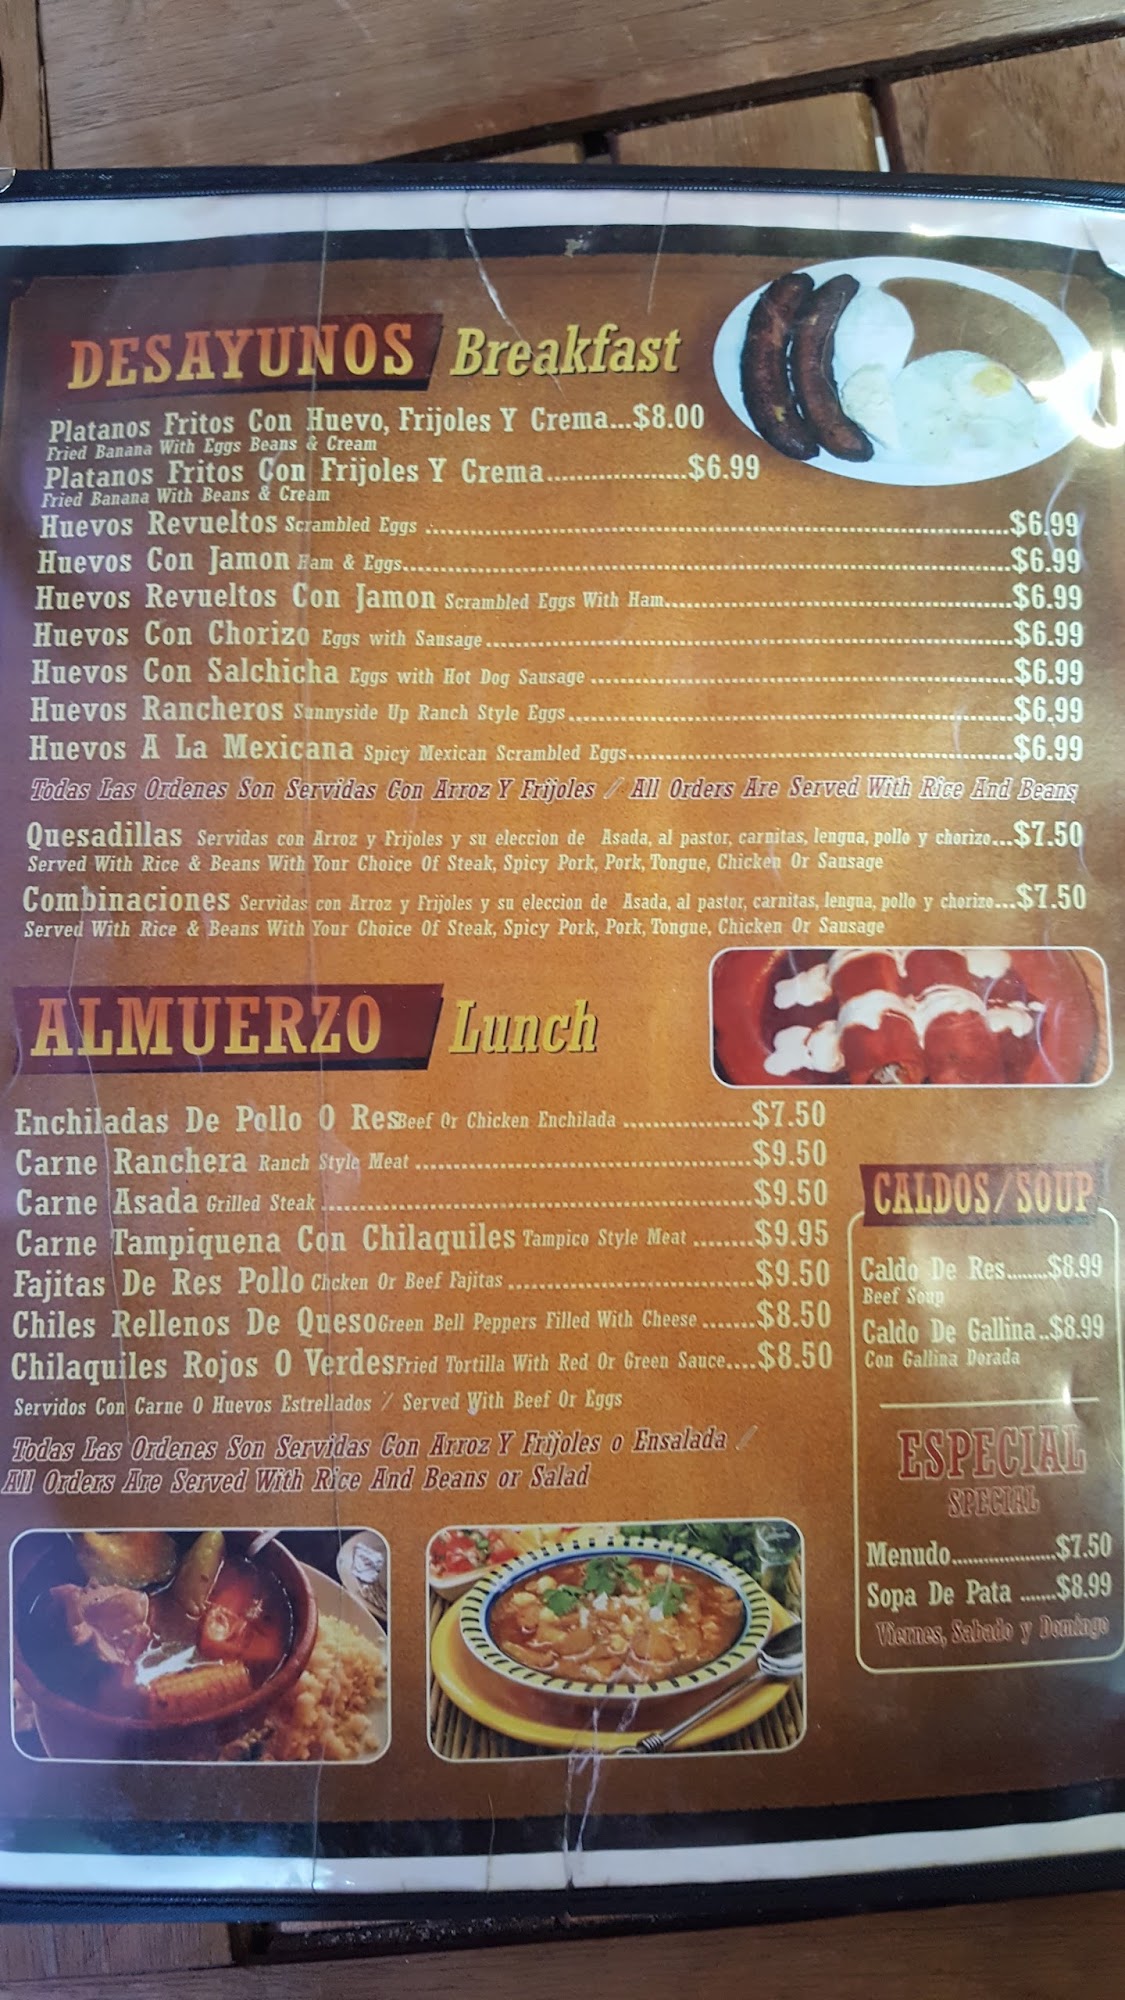 DESAYUNOS Breakfast
Platanos Fritos Con Huevo, Frijoles Y Crema...$8.00
Fried Banana With Eggs Beans & Cream
Platanos Fritos Con Frijoles Y Crema....................$6.99
Fried Banana With Beans & Cream
Huevos Revueltos Scrambled Eggs ....................$6.99
Huevos Con Jamon Ham & Eggs....................$6.99
Huevos Revueltos Con Jamon Scrambled Eggs With Ham....................$6.99
Huevos Con Chorizo Eggs with Sausage....................$6.99
Huevos Con Salchicha Eggs with Hot Dog Sausage ....................$6.99
Huevos Rancheros Sunnyside Up Ranch Style Eggs....................$6.99
Huevos A La Mexicana Spicy Mexican Scrambled Eggs....................$6.99
Todas Las Ordenes Son Servidas Con Arroz Y Frijoles / All Orders Are Served With Rice And Beans
Quesadillas Servidas con Arroz y Frijoles y su eleccion de Asada, al pastor, carnitas, lengua, pollo y chorizo...$7.50
Served With Rice & Beans With Your Choice Of Steak, Spicy Pork, Pork, Tongue, Chicken Or Sausage
Combinaciones Servidas con Arroz y Frijoles y su eleccion de Asada, al pastor, carnitas, lengua, pollo y chorizo...$7.50
Served With Rice & Beans With Your Choice Of Steak, Spicy Pork, Pork, Tongue, Chicken Or Sausage
ALMUERZO Lunch
Enchiladas De Pollo O Res Beef Or Chicken Enchilada ....................$7.50
Carne Ranchera Ranch Style Meat ....................$9.50
Carne Asada Grilled Steak ....................$9.50
Carne Tampiquena Con Chilaquiles Tampico Style Meat ........$9.95
Fajitas De Res Pollo Chcken Or Beef Fajitas ....................$9.50
Chiles Rellenos De Queso Green Bell Peppers Filled With Cheese .......$8.50
Chilaquiles Rojos O Verdes Fried Tortilla With Red Or Green Sauce....$8.50
Servidos Con Carne O Huevos Estrellados / Served With Beef Or Eggs
Todas Las Ordenes Son Servidas Con Arroz Y Frijoles o Ensalada /
All Orders Are Served With Rice And Beans or Salad
CALDOS/SOUP
Caldo De Res........$8.99
Beef Soup
Caldo De Gallina..$8.99
Con Gallina Dorada
ESPECIAL
SPECIAL
Menudo....................$7.50
Sopa De Pata .......$8.99
Viernes, Sabado y Domingo